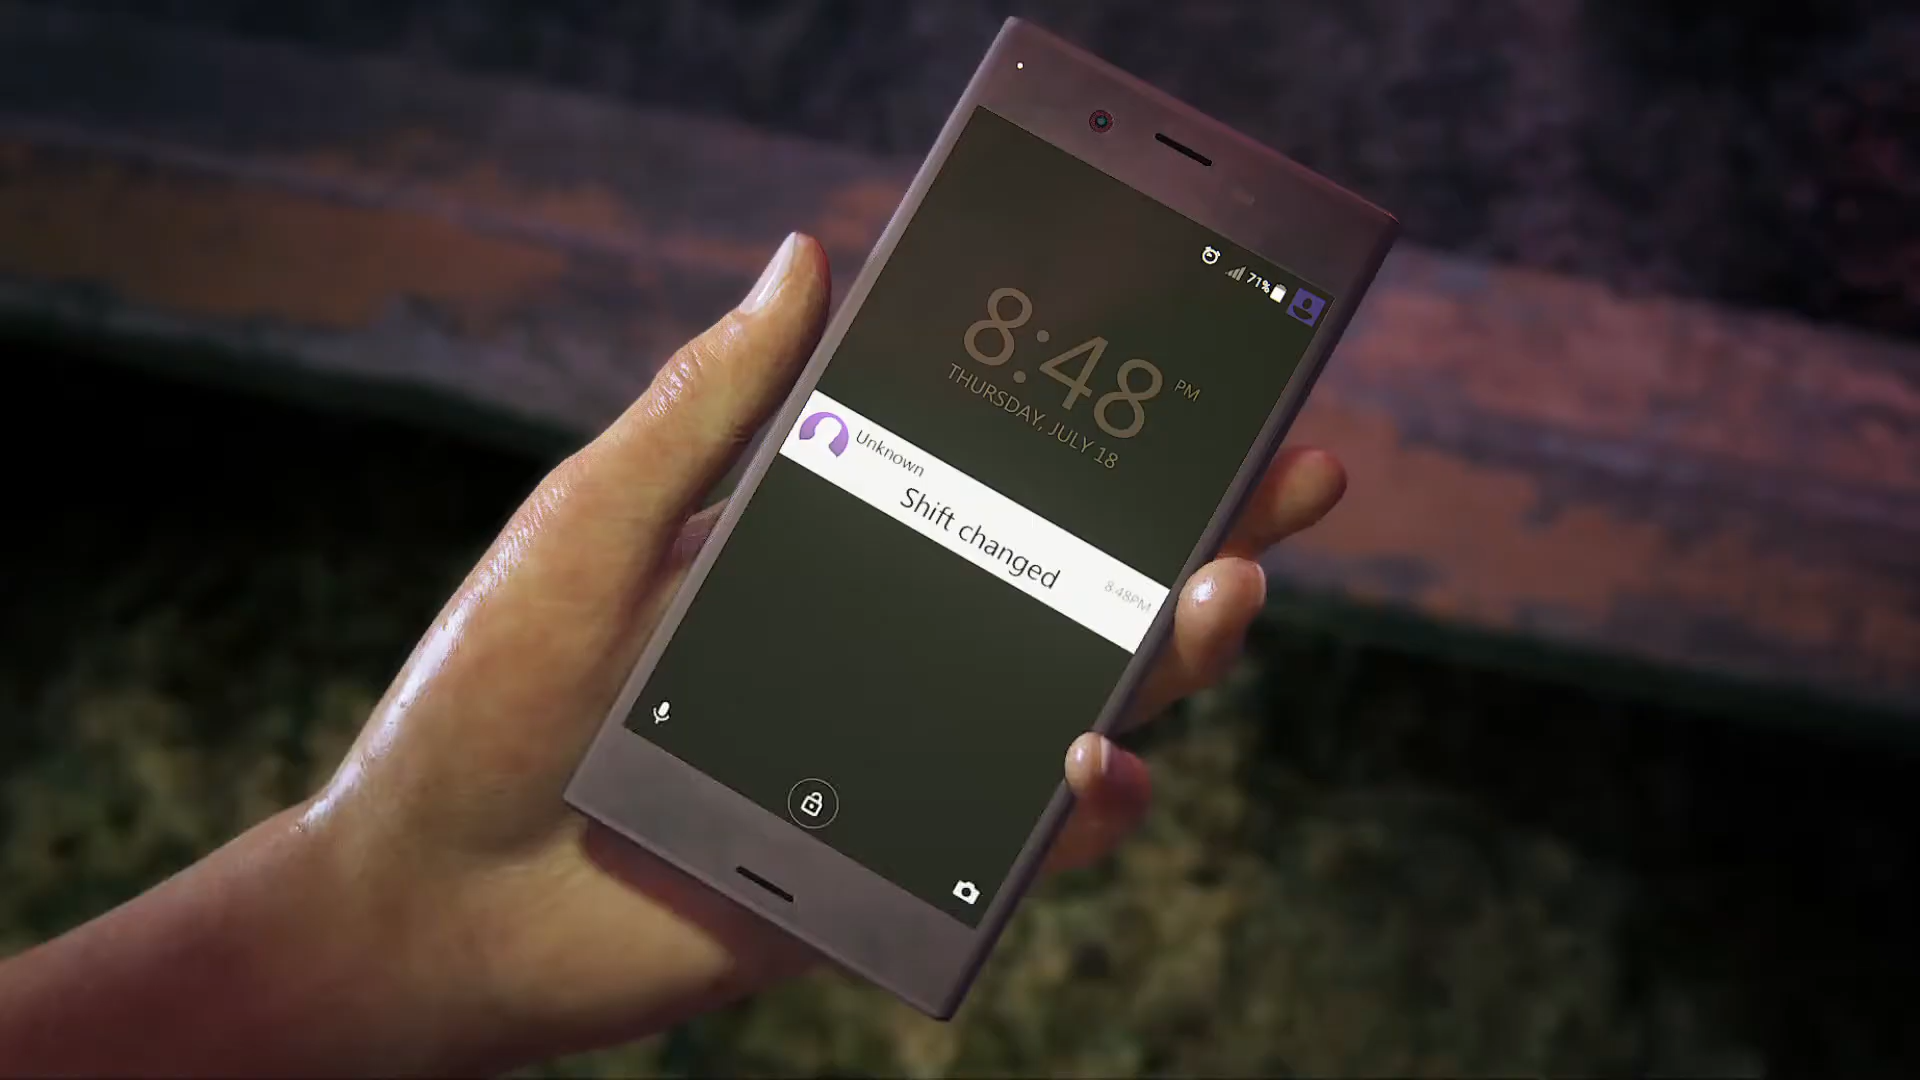 71%
8:48 PM
THURSDAY, JULY 18
Unknown
Shift changed
8:48PM